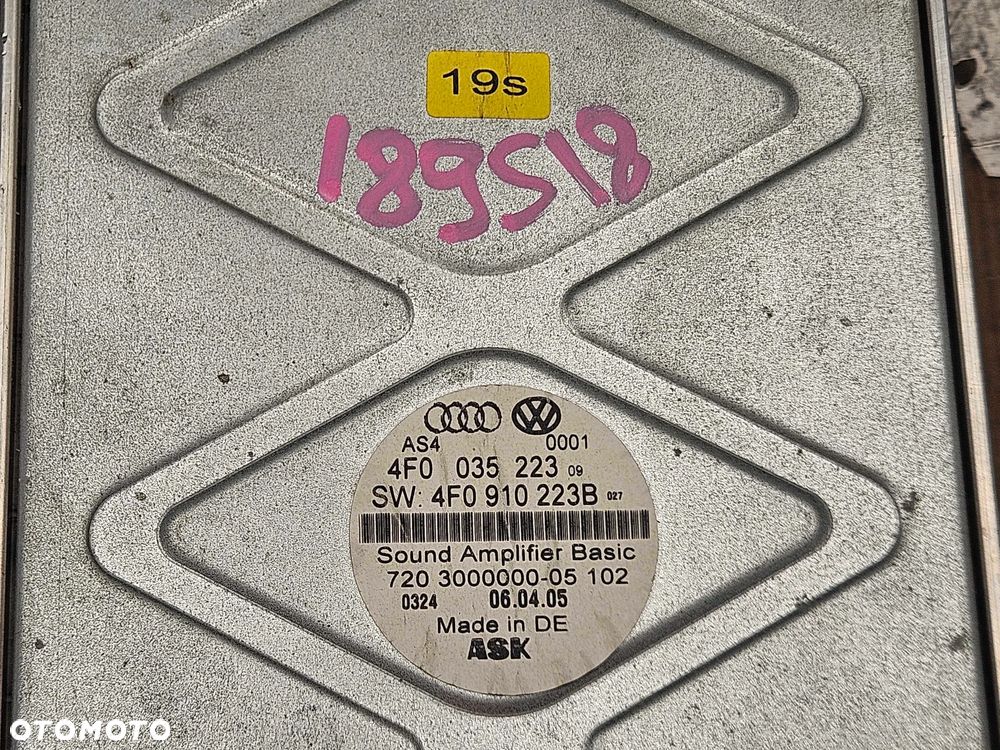 19s
189518
AS4 0001
4F0 035 223 09
SW: 4F0 910 223B 027
Sound Amplifier Basic
720 3000000-05 102
0324 06.04.05
Made in DE
ASK
OTOMOTO